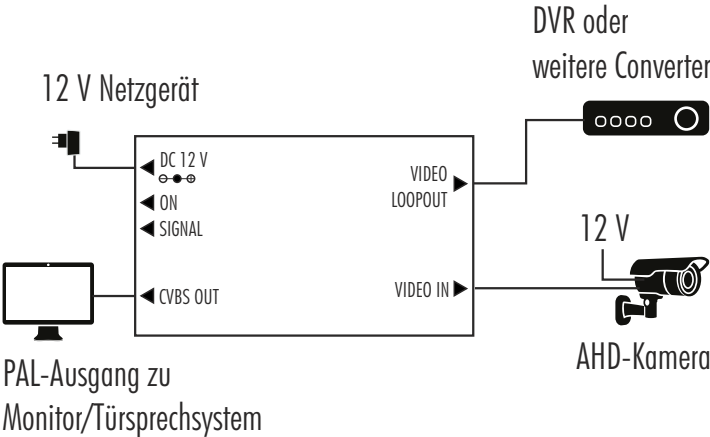 DVR oder
weitere Converter
12 V Netzgerät
DC 12 V
ON
SIGNAL
VIDEO
LOOPOUT
12 V
CVBS OUT
VIDEO IN
AHD-Kamera
PAL-Ausgang zu
Monitor/Türsprechsystem